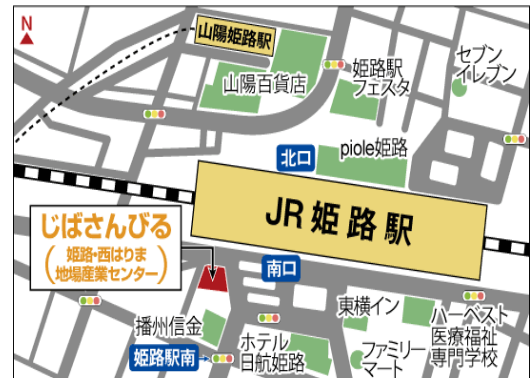 N
山陽姫路駅
山陽百貨店
姫路駅
フェスタ
セブン
イレブン
北口
piole姫路
JR姫路駅
じばさんびる
(姫路・西はりま
地場産業センター)
南口
播州信金
姫路駅南
ホテル
日航姫路
東横イン
ファミリー
マート
ハーベスト
医療福祉
専門学校